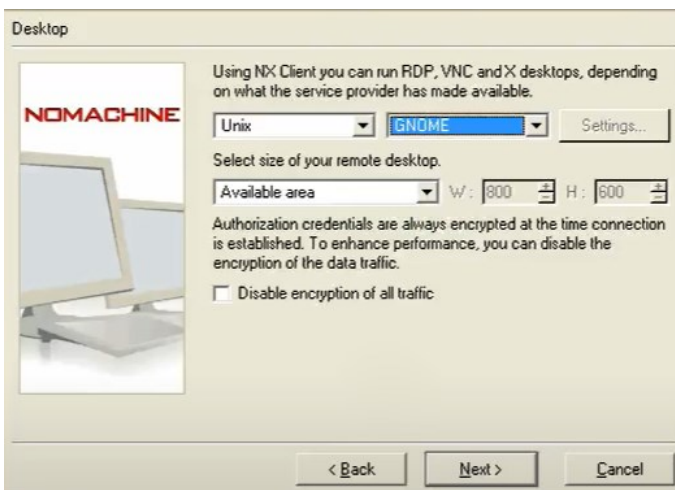 Desktop
NOMACHINE
Using NX Client you can run RDP, VNC and X desktops, depending
on what the service provider has made available.
Unix GNOME Settings...
Select size of your remote desktop.
Available area W: 800 H: 600
Authorization credentials are always encrypted at the time connection
is established. To enhance performance, you can disable the
encryption of the data traffic.
Disable encryption of all traffic
< Back Next > Cancel